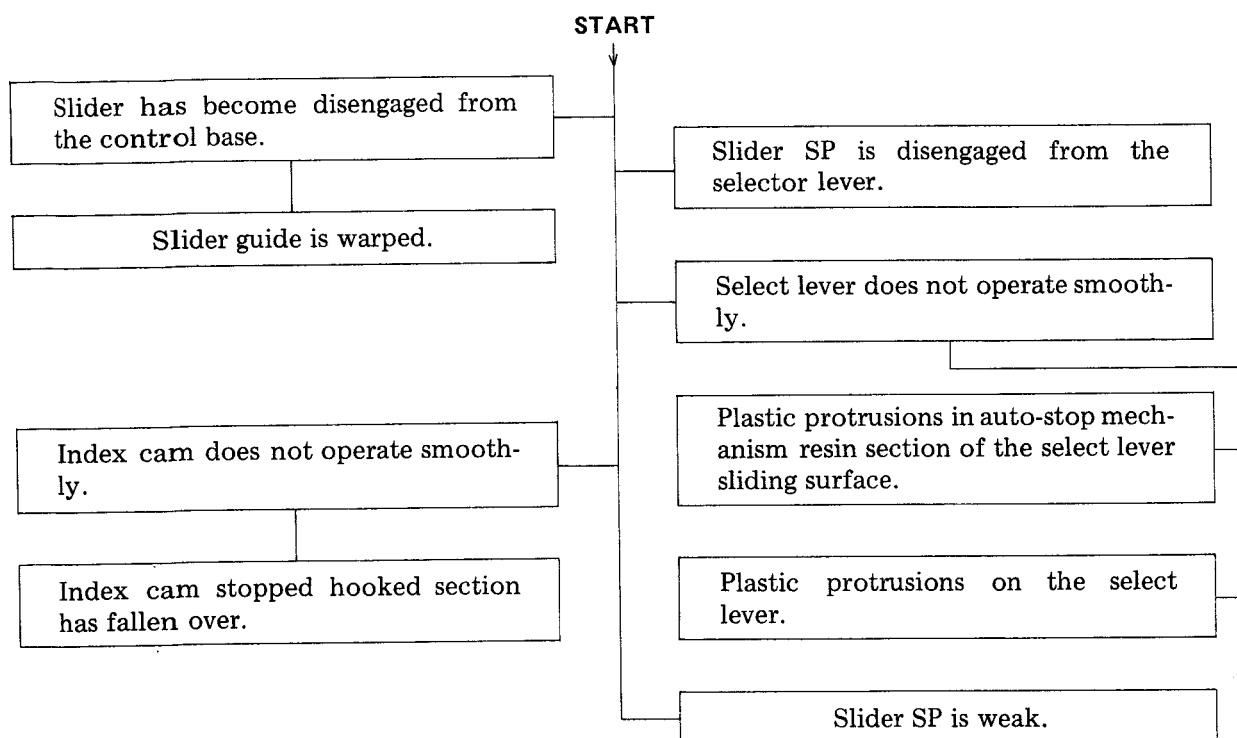 START
Slider has become disengaged from
the control base.
Slider SP is disengaged from the
selector lever.
Slider guide is warped.
Select lever does not operate smooth-
ly.
Plastic protrusions in auto-stop mech-
anism resin section of the select lever
sliding surface.
Index cam does not operate smooth-
ly.
Plastic protrusions on the select
lever.
Index cam stopped hooked section
has fallen over.
Slider SP is weak.